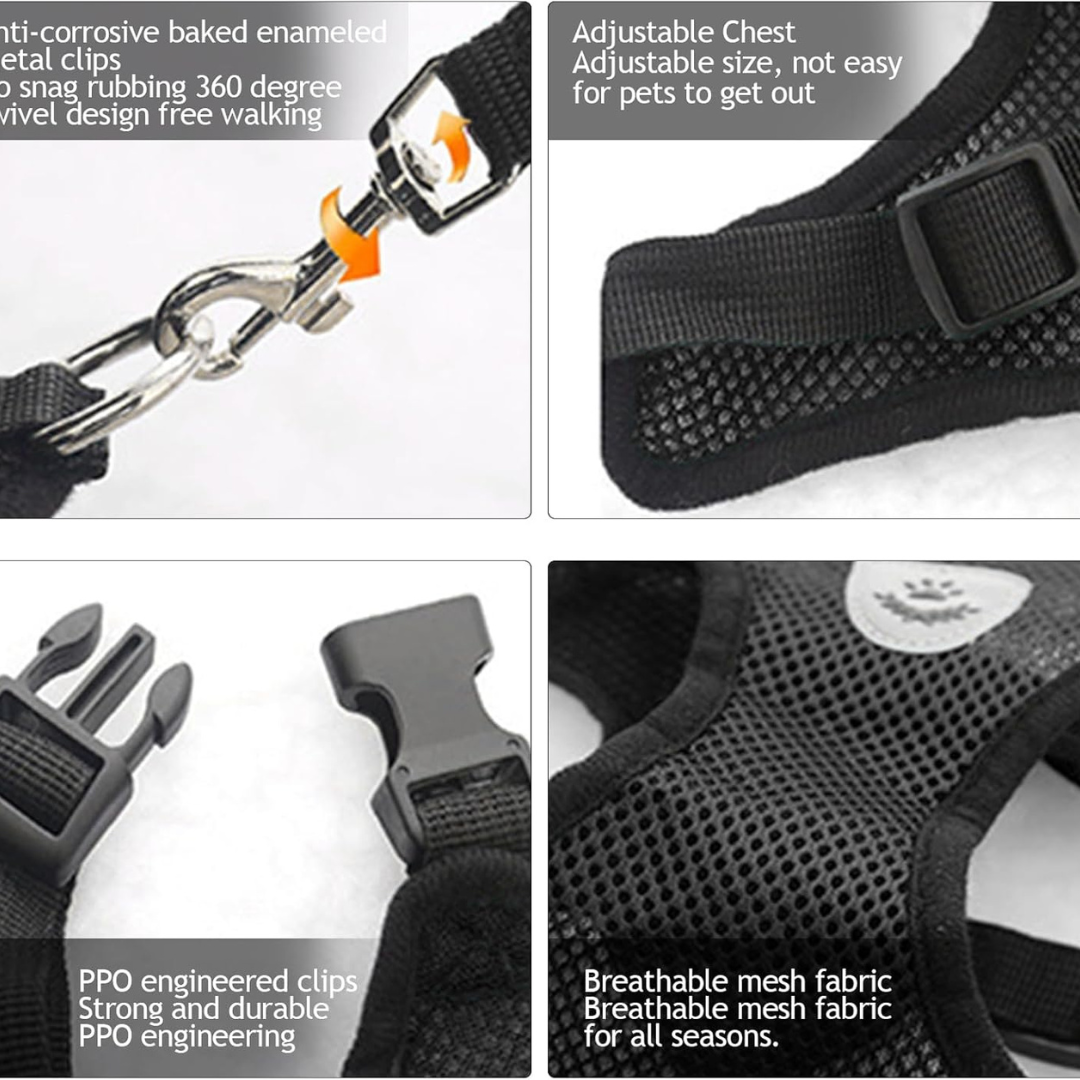 nti-corrosive baked enameled
etal clips
o snag rubbing 360 degree
wivel design free walking
Adjustable Chest
Adjustable size, not easy
for pets to get out
PPO engineered clips
Strong and durable
PPO engineering
Breathable mesh fabric
Breathable mesh fabric
for all seasons.